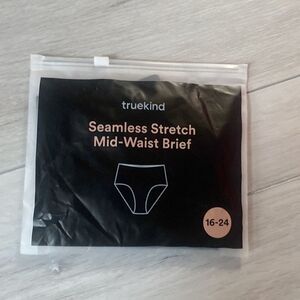 truekind
Seamless Stretch
Mid-Waist Brief
16-24